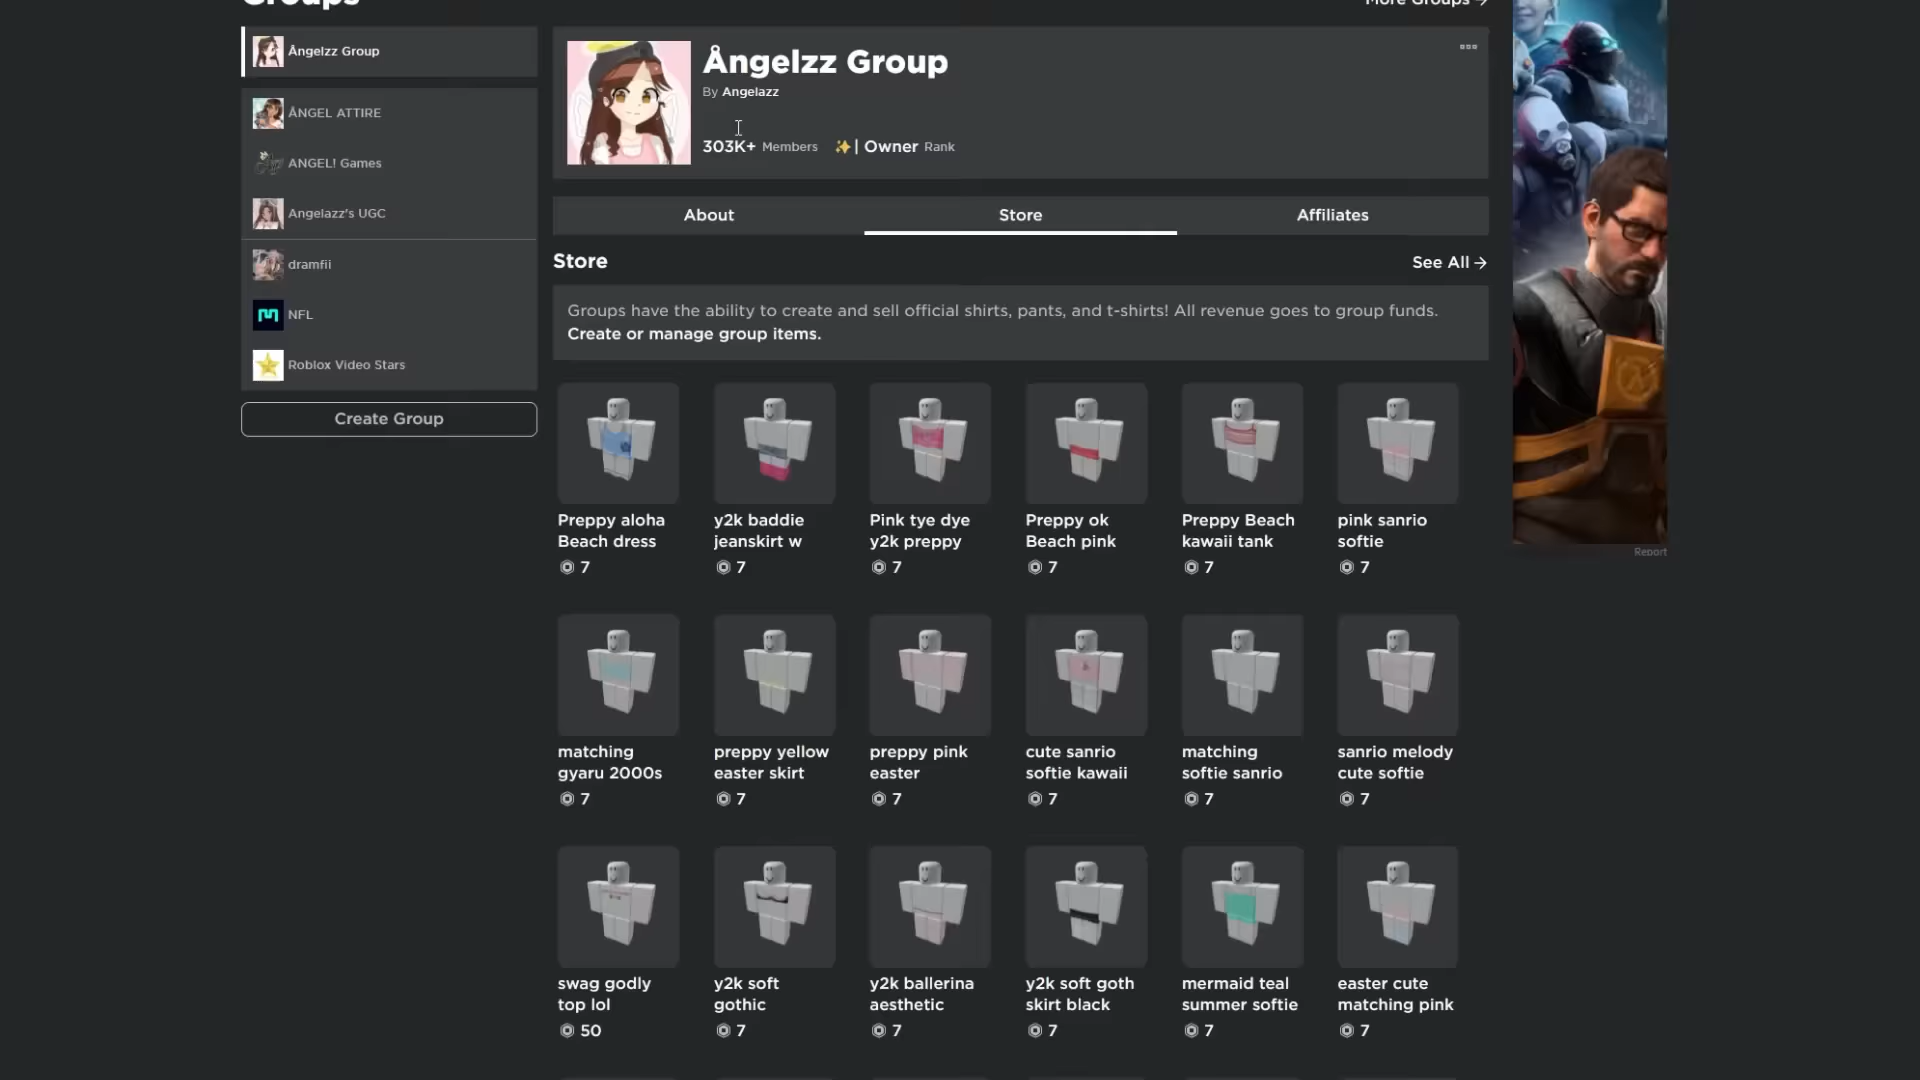 Groups
More Groups →
Ångelzz Group
ÅNGEL ATTIRE
ANGEL! Games
Angelazz's UGC
dramfii
NFL
Roblox Video Stars
Create Group
Ångelzz Group
By Angelazz
303K+ Members ✨| Owner Rank
About Store Affiliates
Store
See All →
Groups have the ability to create and sell official shirts, pants, and t-shirts! All revenue goes to group funds.
Create or manage group items.
Preppy aloha
Beach dress
7
y2k baddie
jeanskirt w
7
Pink tye dye
y2k preppy
7
Preppy ok
Beach pink
7
Preppy Beach
kawaii tank
7
pink sanrio
softie
7
matching
gyaru 2000s
7
preppy yellow
easter skirt
7
preppy pink
easter
7
cute sanrio
softie kawaii
7
matching
softie sanrio
7
sanrio melody
cute softie
7
swag godly
top lol
50
y2k soft
gothic
7
y2k ballerina
aesthetic
7
y2k soft goth
skirt black
7
mermaid teal
summer softie
7
easter cute
matching pink
7
Report